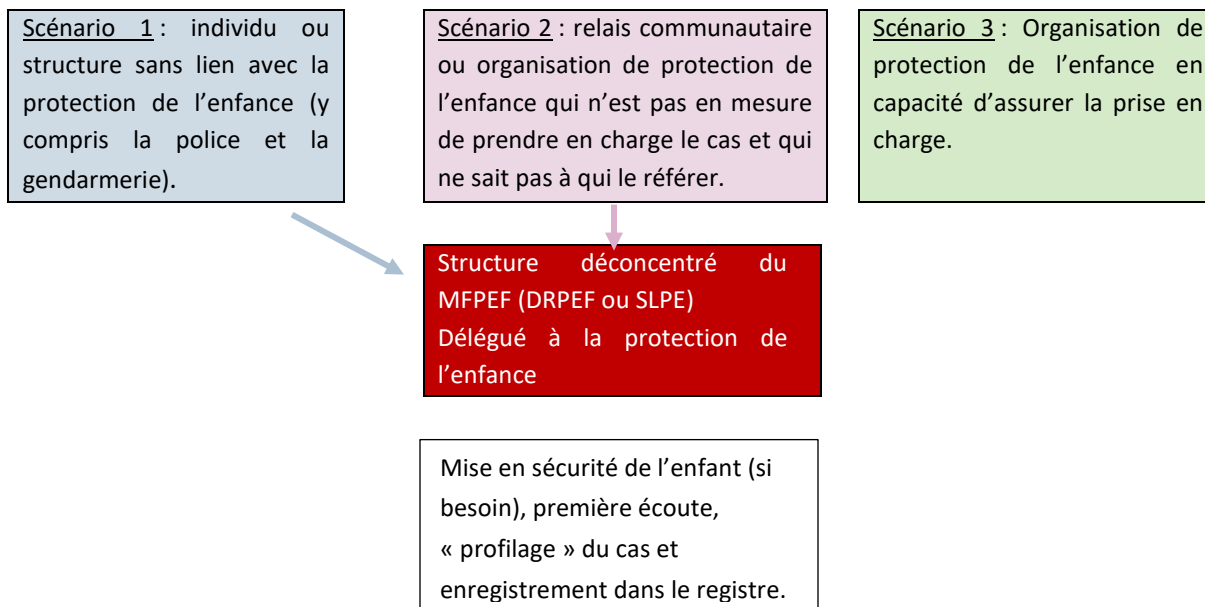 Scénario 1 : individu ou
structure sans lien avec la
protection de l’enfance (y
compris la police et la
gendarmerie).
Scénario 2 : relais communautaire
ou organisation de protection de
l’enfance qui n’est pas en mesure
de prendre en charge le cas et qui
ne sait pas à qui le référer.
Scénario 3 : Organisation de
protection de l’enfance en
capacité d’assurer la prise en
charge.
Structure déconcentré du
MFPEF (DRPEF ou SLPE)
Délégué à la protection de
l’enfance
Mise en sécurité de l’enfant (si
besoin), première écoute,
« profilage » du cas et
enregistrement dans le registre.